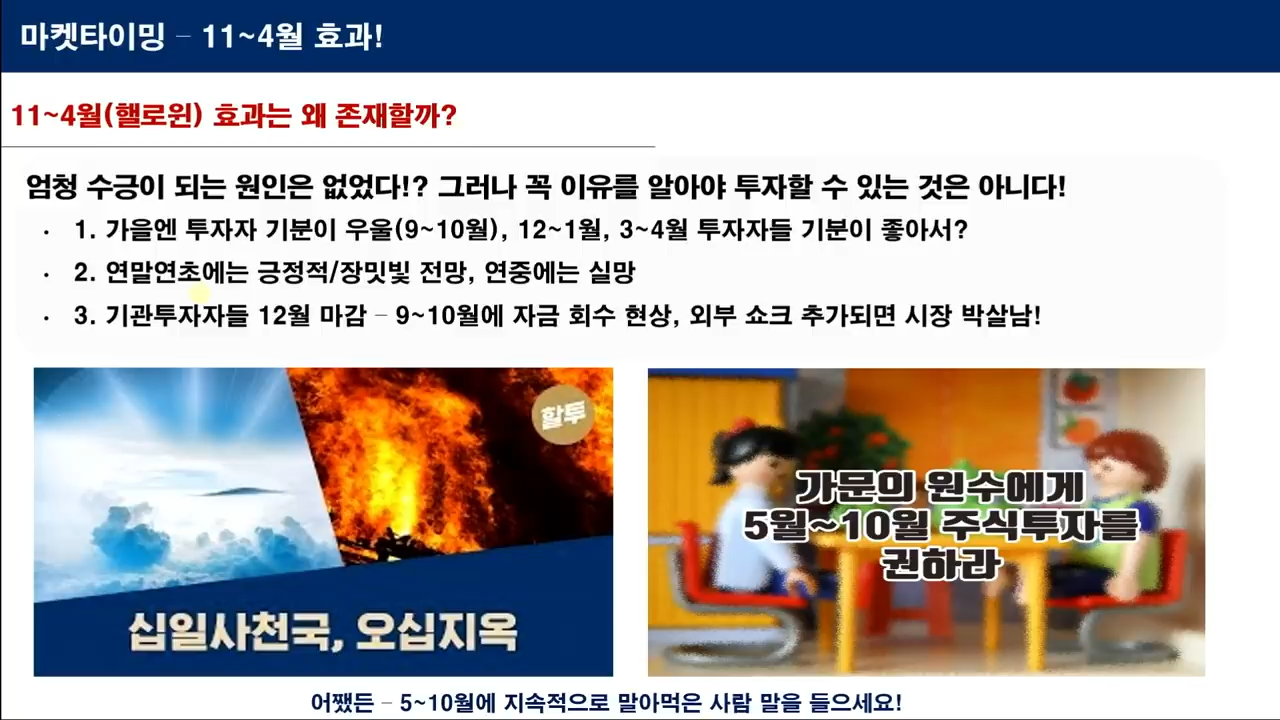 마켓타이밍 – 11~4월 효과!
11~4월(핼로윈) 효과는 왜 존재할까?
엄청 수긍이 되는 원인은 없었다!? 그러나 꼭 이유를 알아야 투자할 수 있는 것은 아니다!
· 1. 가을엔 투자자 기분이 우울(9~10월), 12~1월, 3~4월 투자자들 기분이 좋아서?
· 2. 연말연초에는 긍정적/장밋빛 전망, 연중에는 실망
· 3. 기관투자자들 12월 마감 – 9~10월에 자금 회수 현상, 외부 쇼크 추가되면 시장 박살남!
할투
십일사천국, 오십지옥
가문의 원수에게
5월~10월 주식투자를
권하라
어쨌든 – 5~10월에 지속적으로 말아먹은 사람 말을 들으세요!